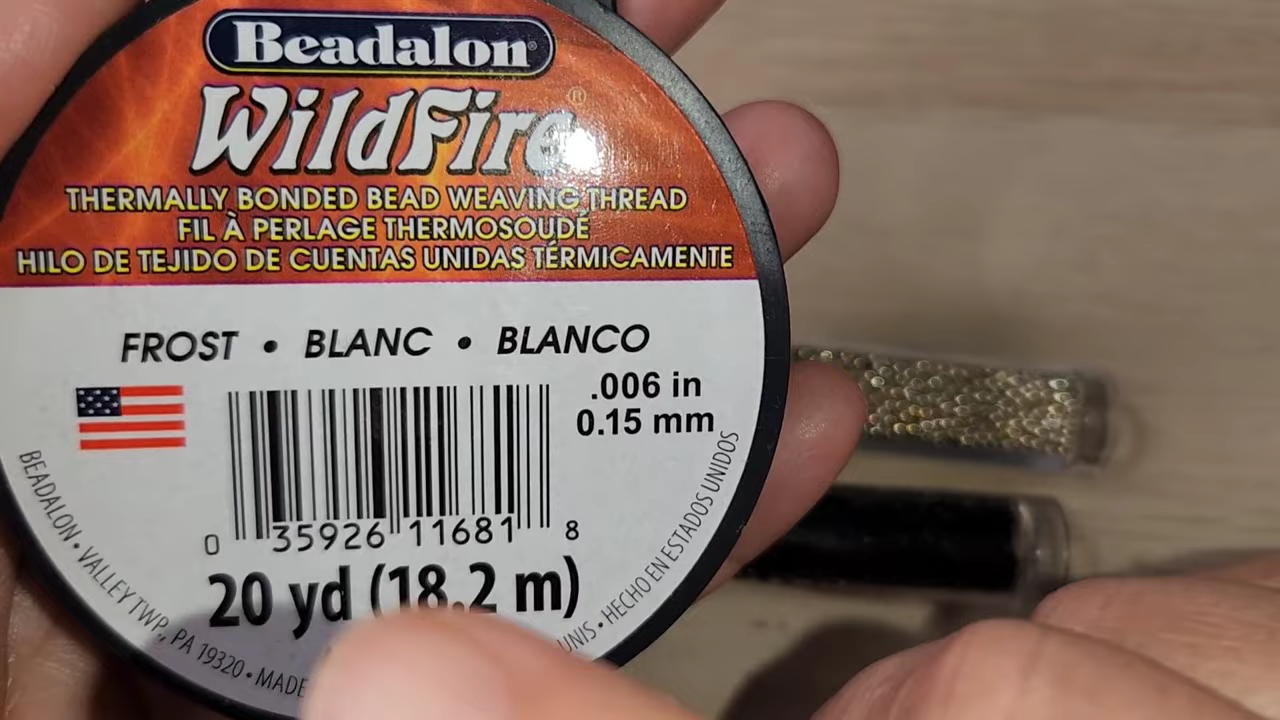 Beadalon®
WildFire®
THERMALLY BONDED BEAD WEAVING THREAD
FIL À PERLAGE THERMOSOUDÉ
HILO DE TEJIDO DE CUENTAS UNIDAS TÉRMICAMENTE
FROST • BLANC • BLANCO
.006 in
0.15 mm
0 35926 11681 8
20 yd (18.2 m)
BEADALON • VALLEY TWP., PA 19320 • MADE
UNIS • HECHO EN ESTADOS UNIDOS